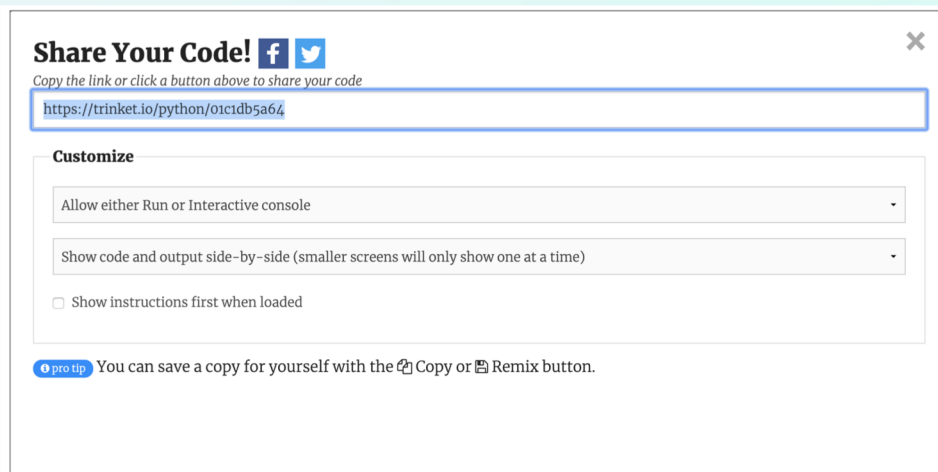 Share Your Code!
Copy the link or click a button above to share your code
https://trinket.io/python/01c1db5a64
Customize
Allow either Run or Interactive console
Show code and output side-by-side (smaller screens will only show one at a time)
Show instructions first when loaded
pro tip You can save a copy for yourself with the Copy or Remix button.